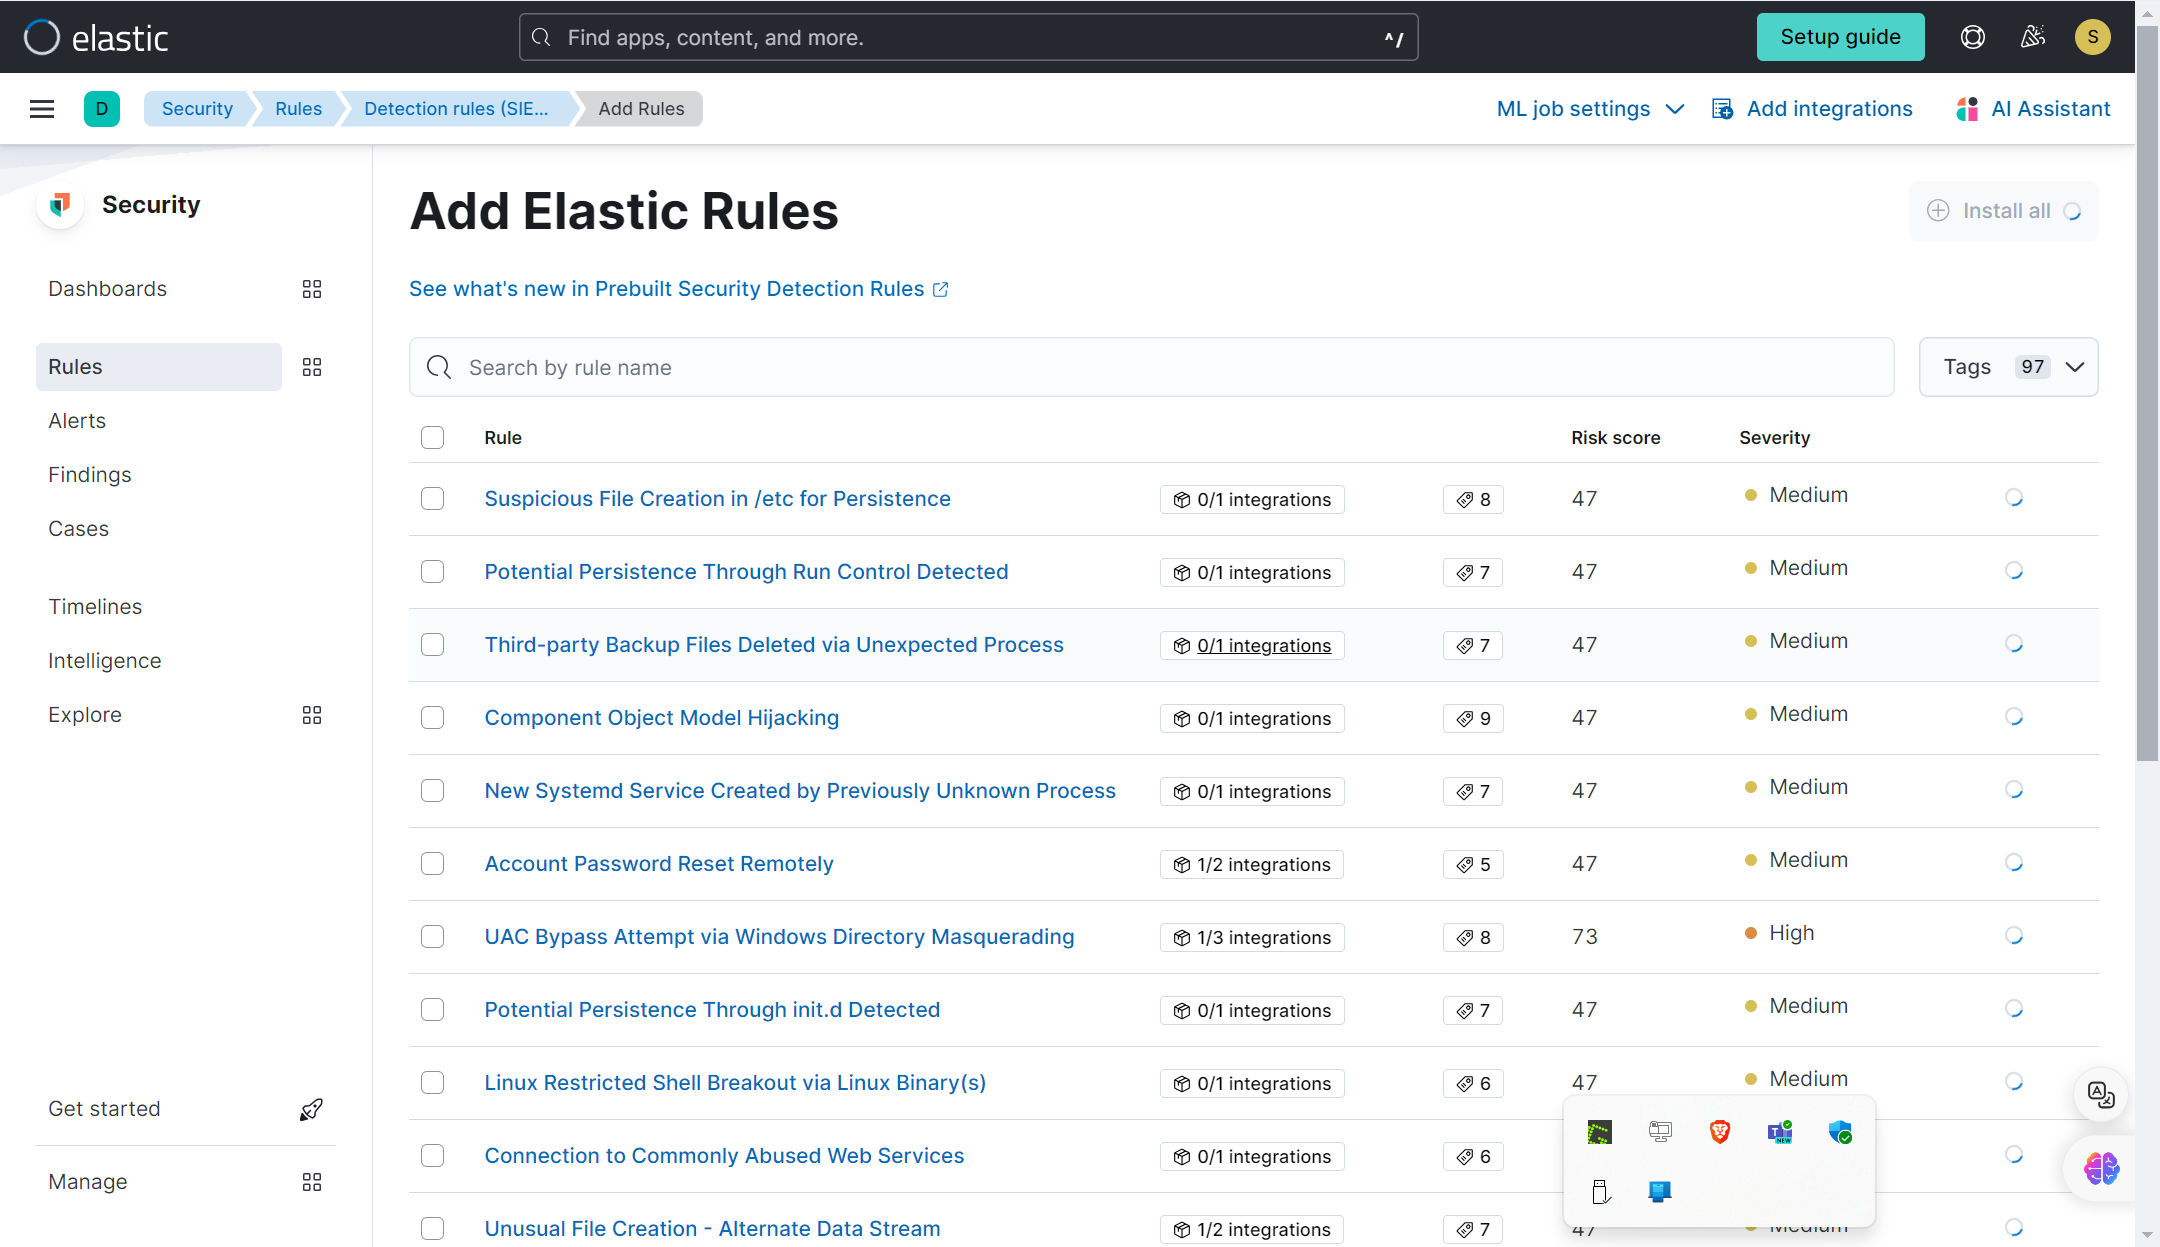 elastic
Find apps, content, and more.
^/
Setup guide
S
D
Security
Rules
Detection rules (SIE...
Add Rules
ML job settings
Add integrations
AI Assistant
Security
Dashboards
Rules
Alerts
Findings
Cases
Timelines
Intelligence
Explore
Get started
Manage
Add Elastic Rules
Install all
See what's new in Prebuilt Security Detection Rules
Search by rule name
Tags 97
Rule Risk score Severity
Suspicious File Creation in /etc for Persistence 0/1 integrations 8 47 Medium
Potential Persistence Through Run Control Detected 0/1 integrations 7 47 Medium
Third-party Backup Files Deleted via Unexpected Process 0/1 integrations 7 47 Medium
Component Object Model Hijacking 0/1 integrations 9 47 Medium
New Systemd Service Created by Previously Unknown Process 0/1 integrations 7 47 Medium
Account Password Reset Remotely 1/2 integrations 5 47 Medium
UAC Bypass Attempt via Windows Directory Masquerading 1/3 integrations 8 73 High
Potential Persistence Through init.d Detected 0/1 integrations 7 47 Medium
Linux Restricted Shell Breakout via Linux Binary(s) 0/1 integrations 6 47 Medium
Connection to Commonly Abused Web Services 0/1 integrations 6
Unusual File Creation - Alternate Data Stream 1/2 integrations 7 47 Medium